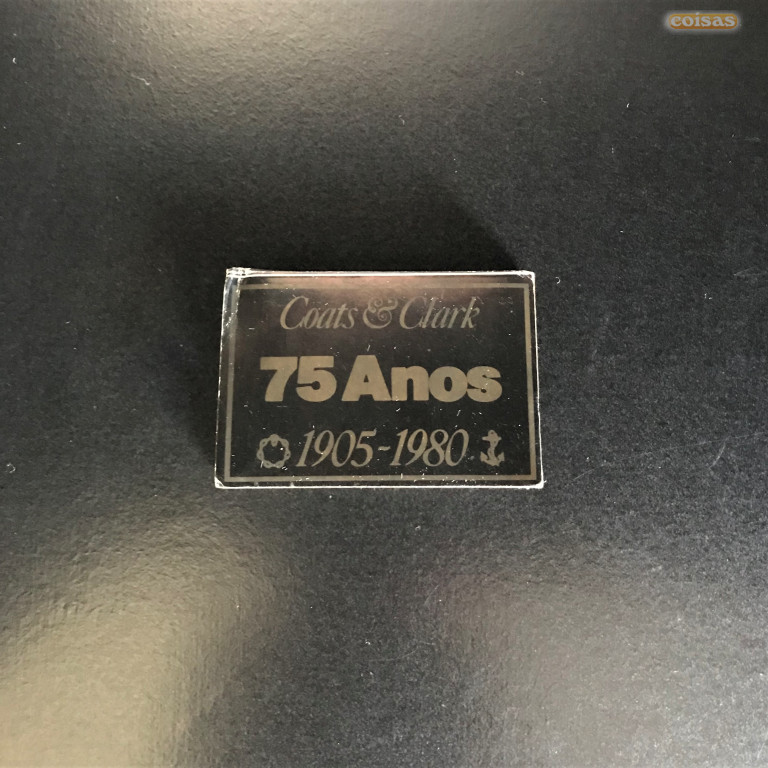 coisas
Coats & Clark
75 Anos
1905-1980